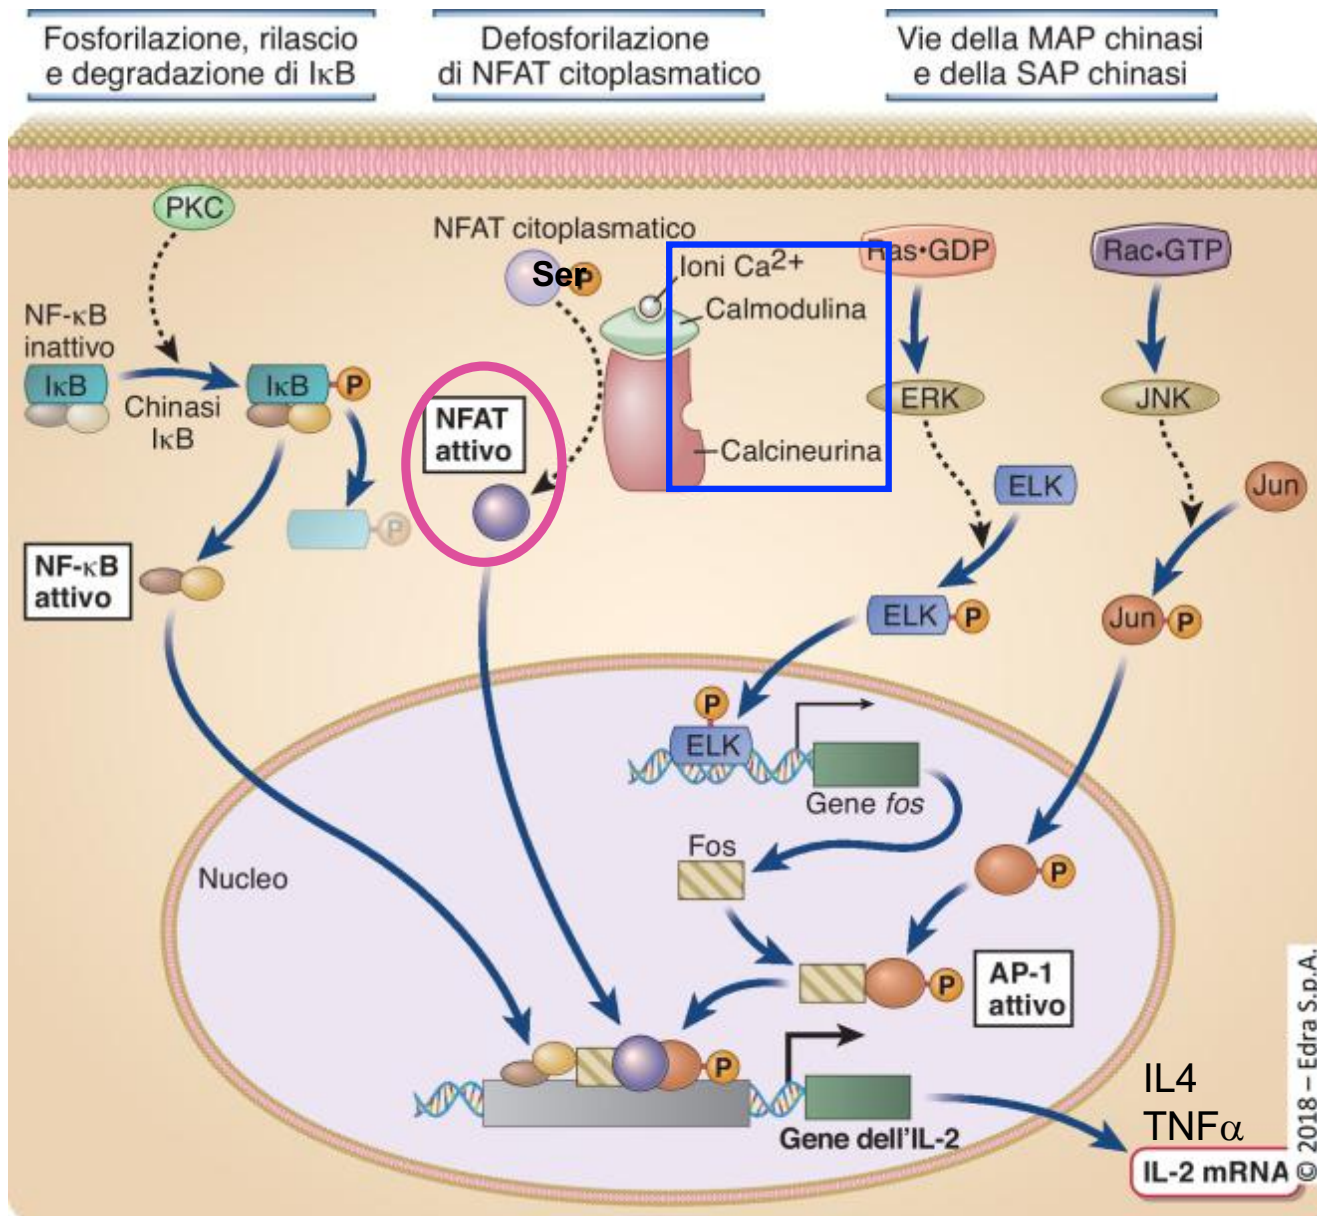 Fosforilazione, rilascio
e degradazione di IκB
Defosforilazione
di NFAT citoplasmatico
Vie della MAP chinasi
e della SAP chinasi
PKC
NF-κB
inattivo
IκB
Chinasi
IκB
IκB
P
P
NF-κB
attivo
NFAT citoplasmatico
Ser
P
NFAT
attivo
Ioni Ca2+
Calmodulina
Calcineurina
Ras•GDP
ERK
ELK
ELK
P
Rac•GTP
JNK
Jun
Jun
P
Nucleo
P
ELK
Gene fos
Fos
P
P
AP-1
attivo
P
Gene dell'IL-2
IL4
TNFα
IL-2 mRNA
© 2018 – Edra S.p.A.